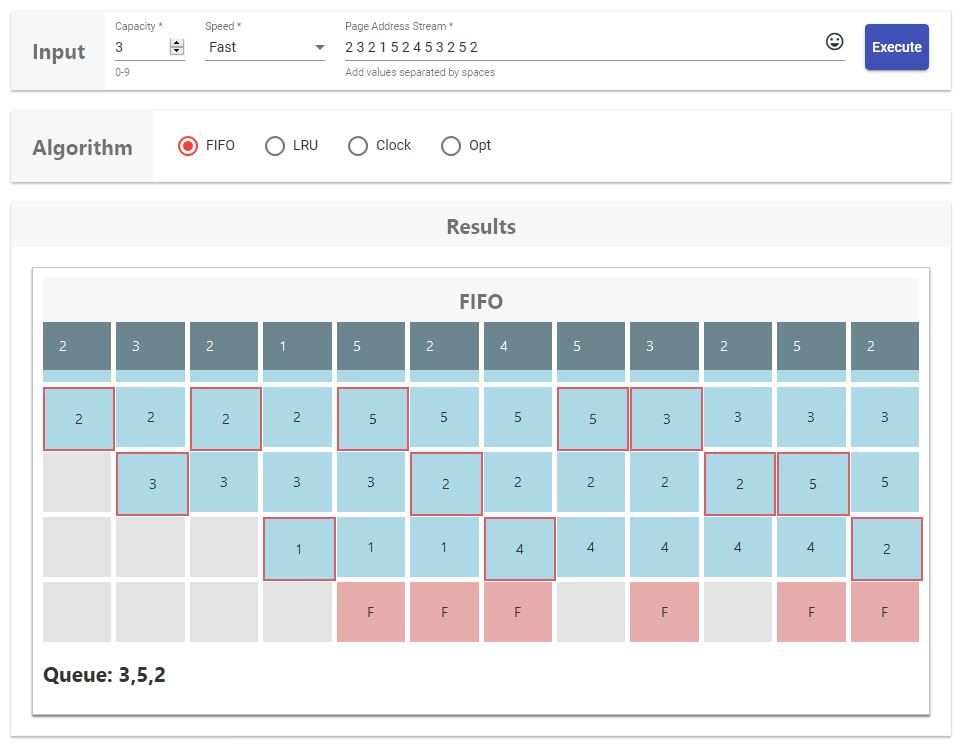 Input
Capacity *
3
0-9
Speed *
Fast
Page Address Stream *
2 3 2 1 5 2 4 5 3 2 5 2
Add values separated by spaces
Execute
Algorithm
FIFO LRU Clock Opt
Results
FIFO
2 3 2 1 5 2 4 5 3 2 5 2
2 2 2 2 5 5 5 5 3 3 3 3
3 3 3 3 2 2 2 2 2 5 5
1 1 1 4 4 4 4 4 2
F F F F F F
Queue: 3,5,2